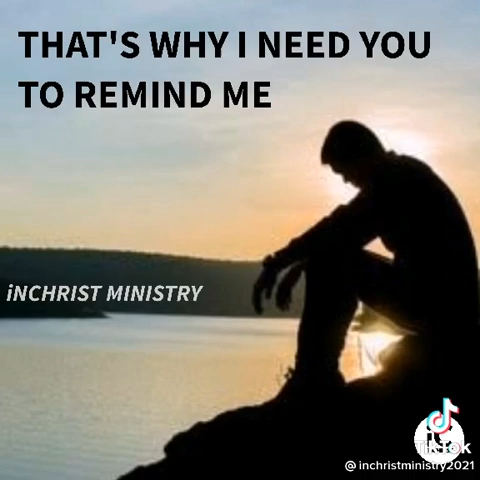 THAT'S WHY I NEED YOU
TO REMIND ME
iNCHRIST MINISTRY
TikTok
@inchristministry2021